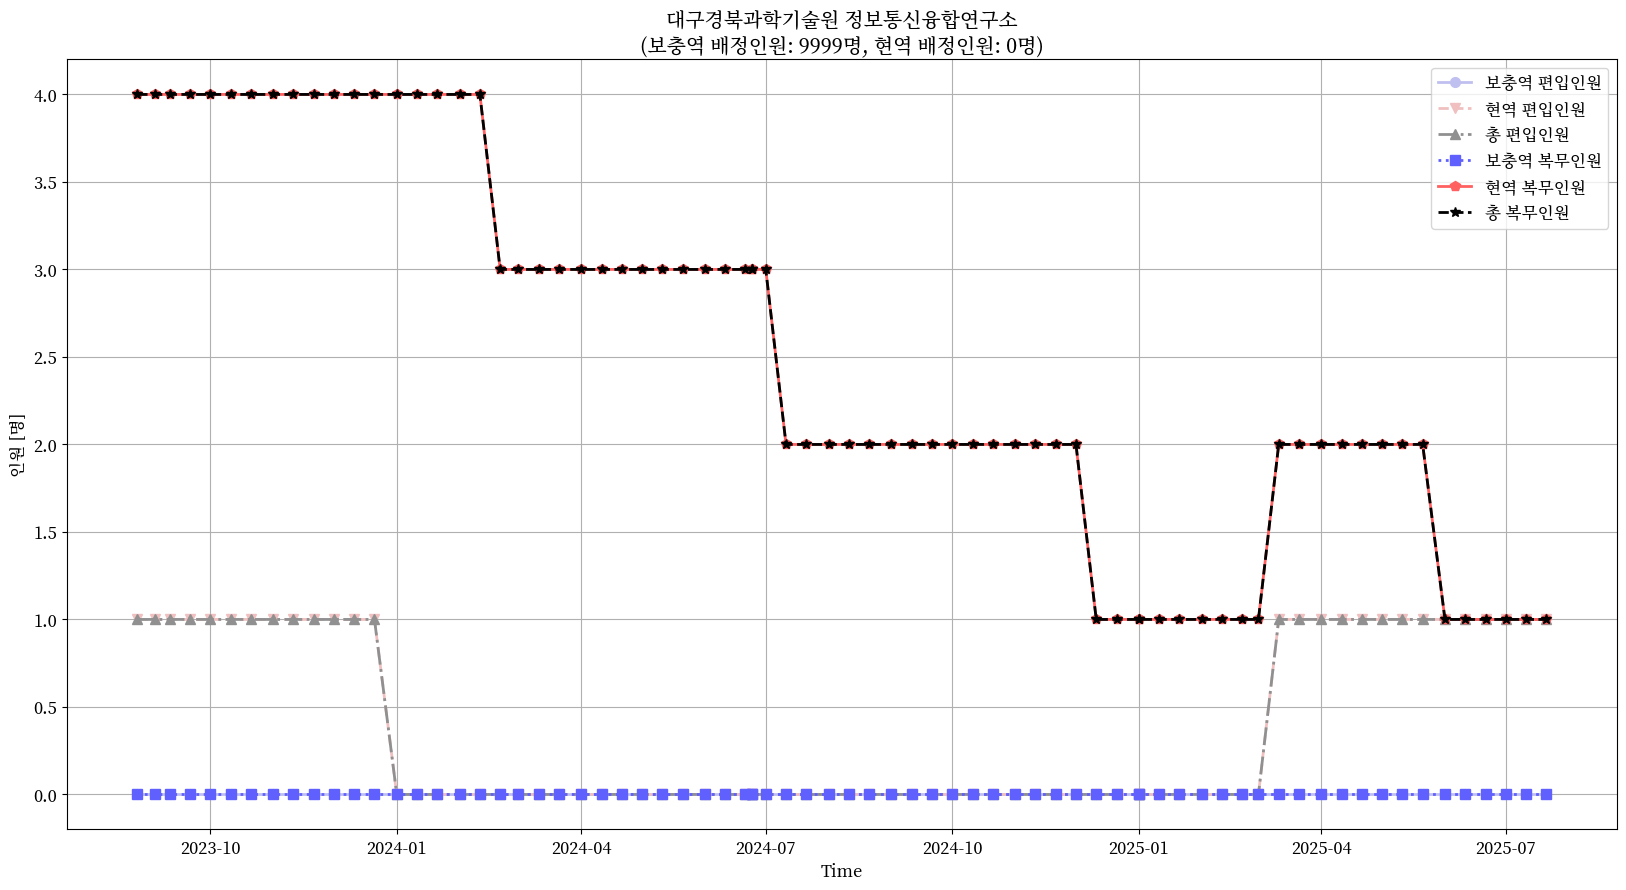 대구경북과학기술원 정보통신융합연구소
(보충역 배정인원: 9999명, 현역 배정인원: 0명)
보충역 편입인원
현역 편입인원
총 편입인원
보충역 복무인원
현역 복무인원
총 복무인원
인원 [명]
4.0
3.5
3.0
2.5
2.0
1.5
1.0
0.5
0.0
2023-10
2024-01
2024-04
2024-07
2024-10
2025-01
2025-04
2025-07
Time